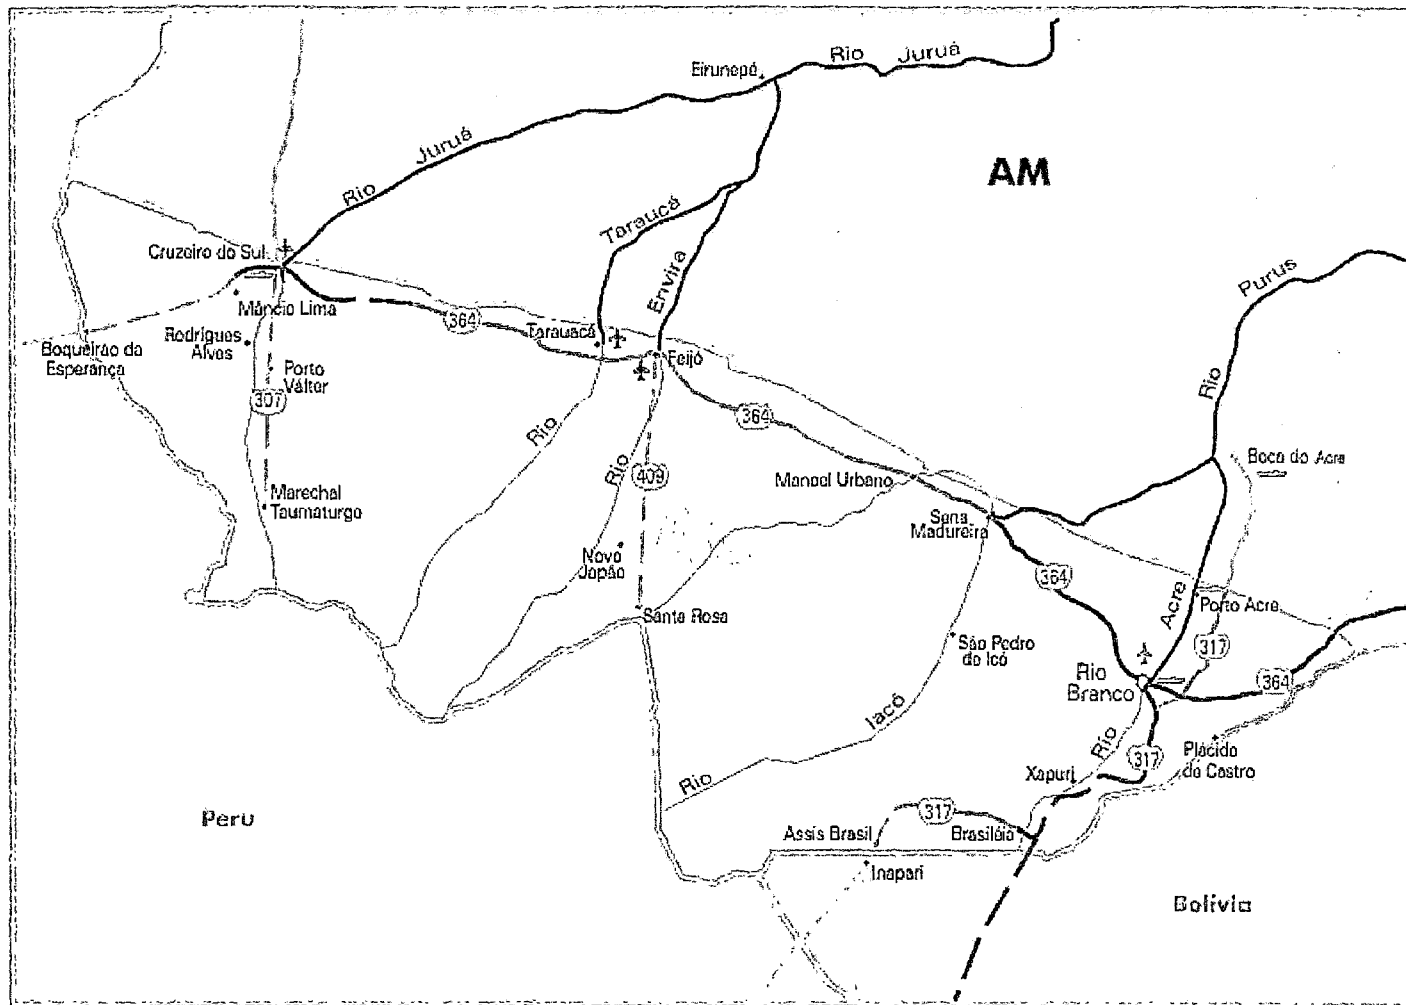 Eirunepé
Rio Juruá
AM
Rio Juruá
Tarauacá
Envira
Cruzeiro do Sul
Purus
Rio
Mâncio Lima
364
Tarauacá
Feijó
Rodrigues
Alves
Boqueirão da
Esperança
Porto
Válter
307
364
Rio
Rio
409
Manoel Urbano
Boca do Acre
Marechal
Taumaturgo
Sena
Madureira
Novo
Japão
364
Acre
Porto Acre
Santa Rosa
São Pedro
do Icó
317
Rio
Branco
364
Iacó
Rio
Rio
317
Plácido
de Castro
Xapuri
Peru
317
Assis Brasil
Brasiléia
Inapari
Bolívia